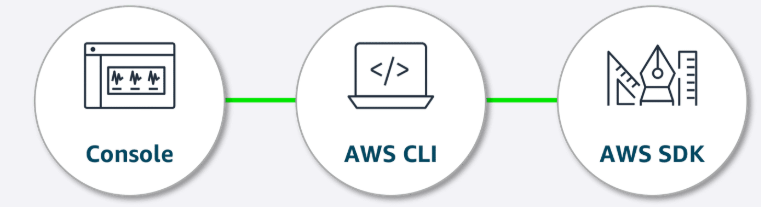 </>
Console
AWS CLI
AWS SDK